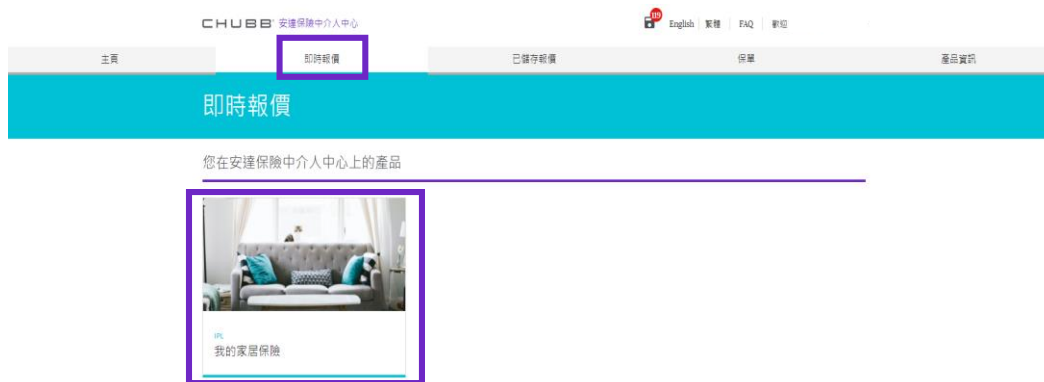 CHUBB® 安達保險中介人中心
119 English 繁體 FAQ 歡迎
主頁 即時報價 已儲存報價 保單 產品資訊
即時報價
您在安達保險中介人中心上的產品
IPL
我的家居保險